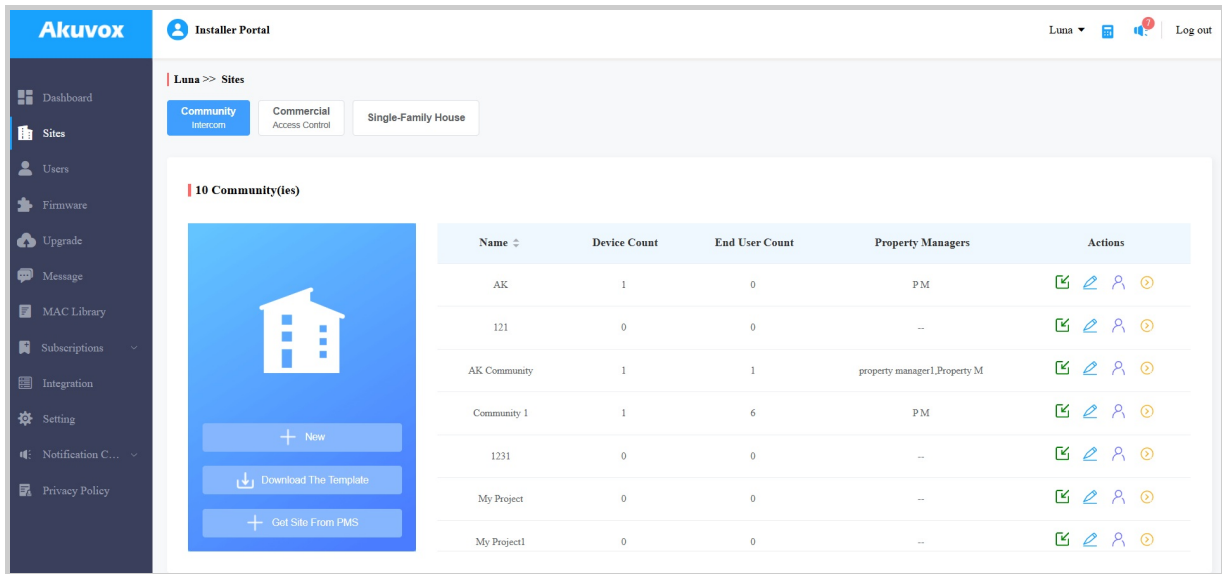 Akuvox
Installer Portal
Luna
7
Log out
Dashboard
Sites
Users
Firmware
Upgrade
Message
MAC Library
Subscriptions
Integration
Setting
Notification C...
Privacy Policy
Luna >> Sites
Community
Intercom
Commercial
Access Control
Single-Family House
10 Community(ies)
New
Download The Template
Get Site From PMS
Name Device Count End User Count Property Managers Actions
AK 1 0 P M
121 0 0 --
AK Community 1 1 property manager1,Property M
Community 1 1 6 P M
1231 0 0 --
My Project 0 0 --
My Project1 0 0 --